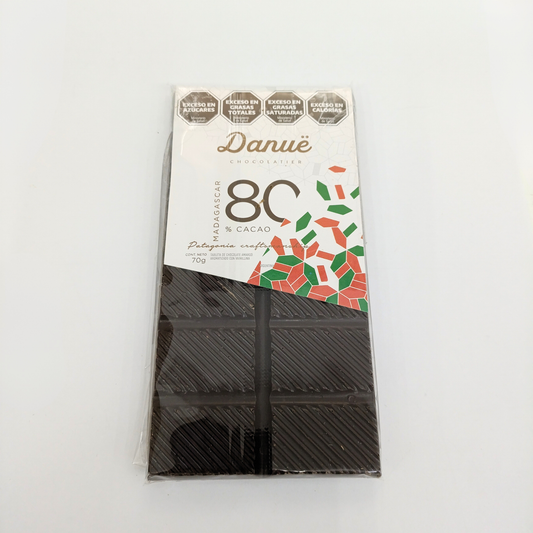 EXCESO EN AZÚCARES
EXCESO EN GRASAS TOTALES
EXCESO EN GRASAS SATURADAS
EXCESO EN CALORÍAS
Danuë
CHOCOLATIER
MADAGASCAR
80
% CACAO
Patagonia
CONT. NETO
70g